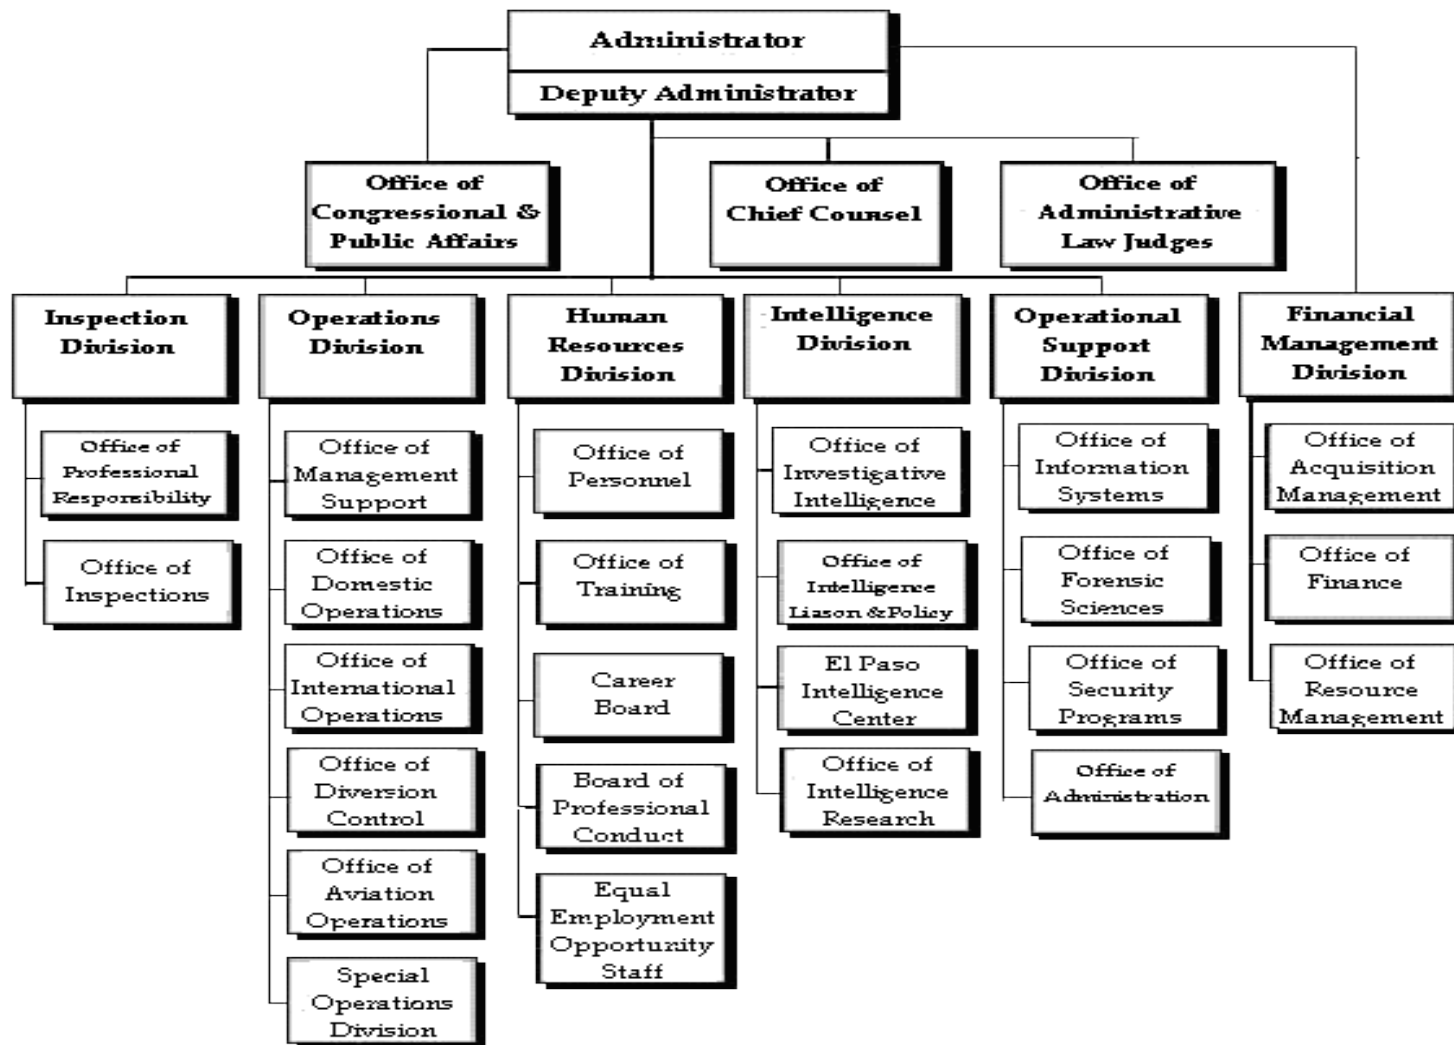 Administrator
Deputy Administrator
Office of
Congressional &
Public Affairs
Office of
Chief Counsel
Office of
Administrative
Law Judges
Inspection
Division
Operations
Division
Human
Resources
Division
Intelligence
Division
Operational
Support
Division
Financial
Management
Division
Office of
Professional
Responsibility
Office of
Inspections
Office of
Management
Support
Office of
Domestic
Operations
Office of
International
Operations
Office of
Diversion
Control
Office of
Aviation
Operations
Special
Operations
Division
Office of
Personnel
Office of
Training
Career
Board
Board of
Professional
Conduct
Equal
Employment
Opportunity
Staff
Office of
Investigative
Intelligence
Office of
Intelligence
Liason & Policy
El Paso
Intelligence
Center
Office of
Intelligence
Research
Office of
Information
Systems
Office of
Forensic
Sciences
Office of
Security
Programs
Office of
Administration
Office of
Acquisition
Management
Office of
Finance
Office of
Resource
Management